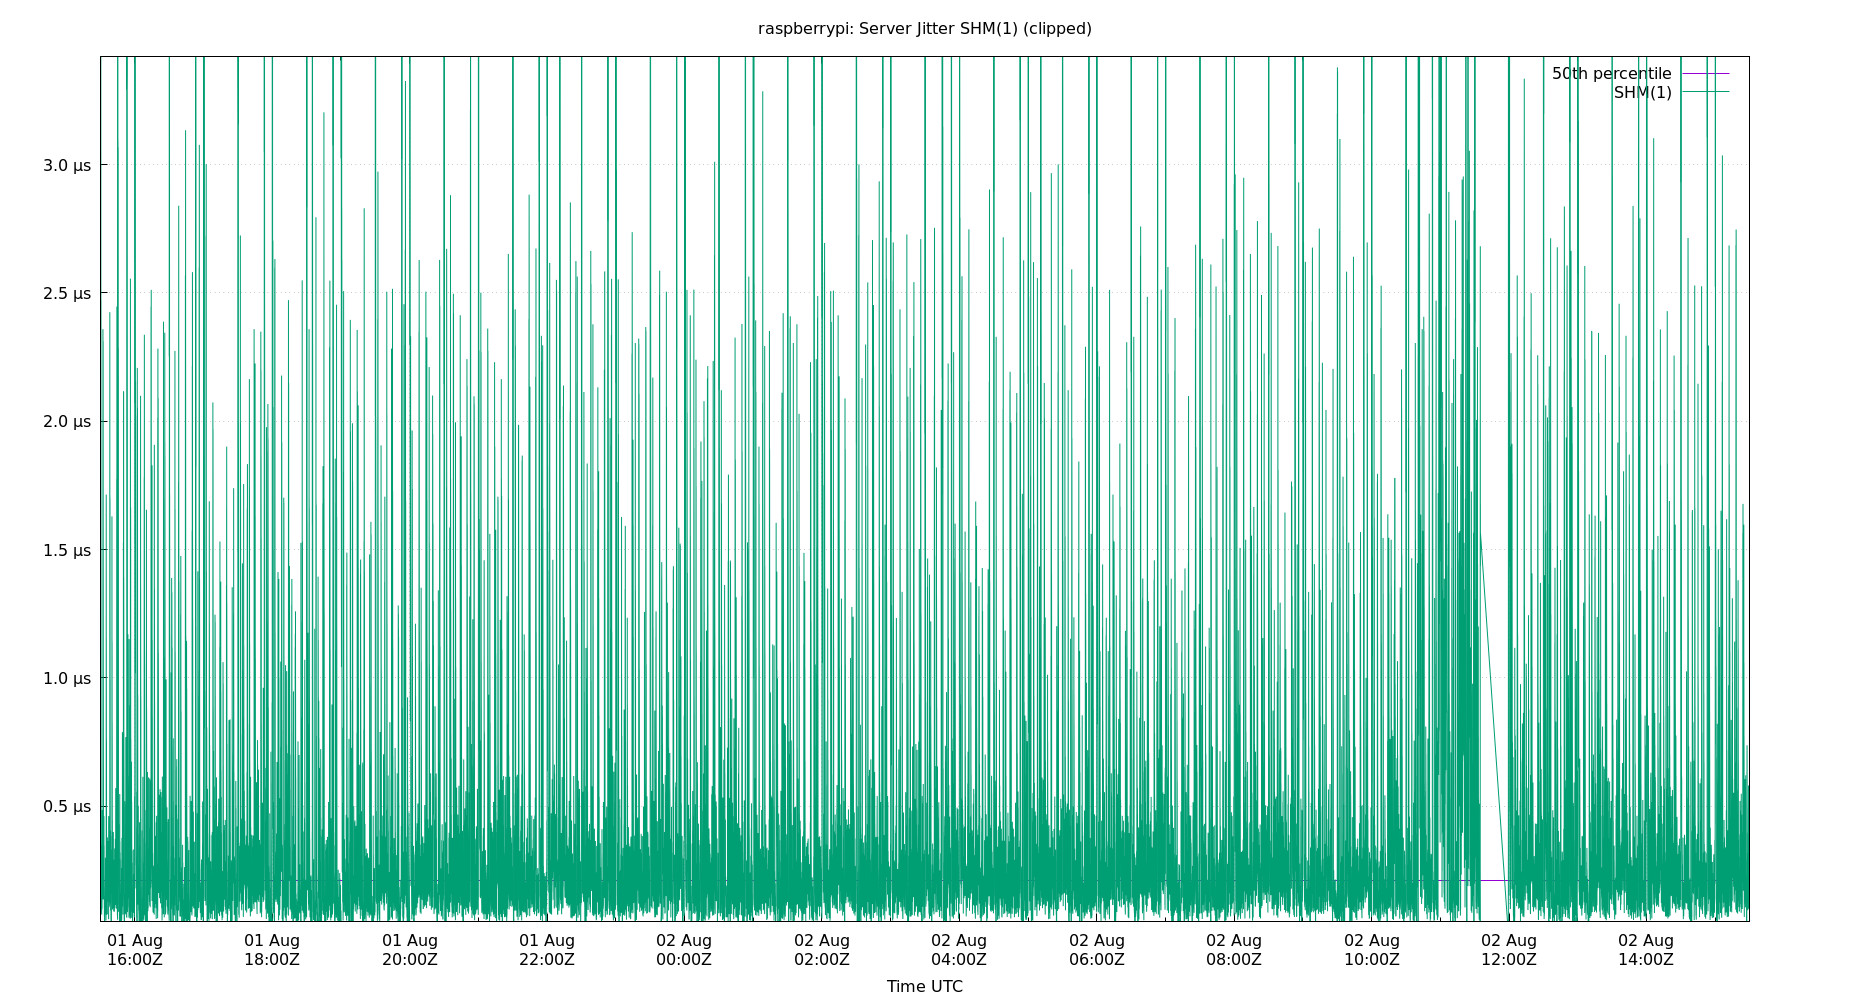 raspberrypi: Server Jitter SHM(1) (clipped)
50th percentile
SHM(1)
3.0 µs
2.5 µs
2.0 µs
1.5 µs
1.0 µs
0.5 µs
01 Aug 01 Aug 01 Aug 01 Aug 02 Aug 02 Aug 02 Aug 02 Aug 02 Aug 02 Aug 02 Aug 02 Aug
16:00Z 18:00Z 20:00Z 22:00Z 00:00Z 02:00Z 04:00Z 06:00Z 08:00Z 10:00Z 12:00Z 14:00Z
Time UTC